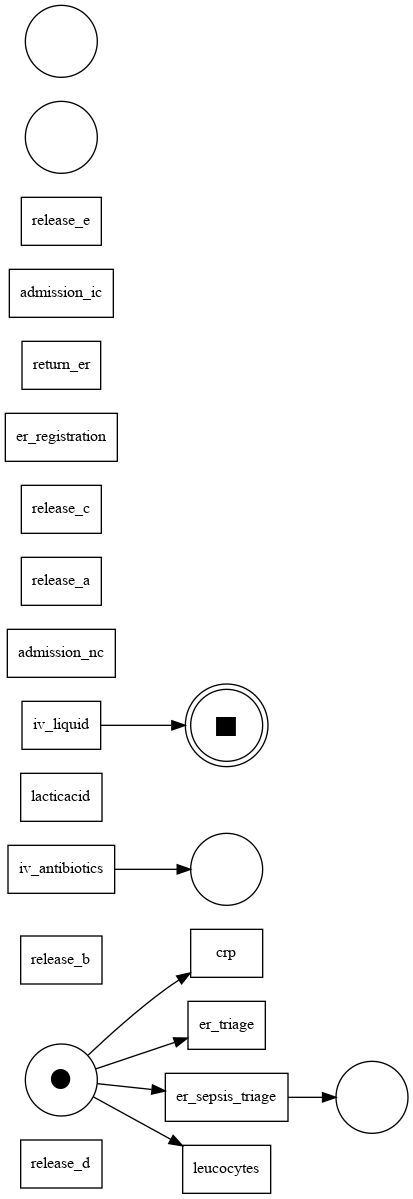 release_e
admission_ic
return_er
er_registration
release_c
release_a
admission_nc
iv_liquid
lacticacid
iv_antibiotics
crp
release_b
er_triage
er_sepsis_triage
release_d
leucocytes